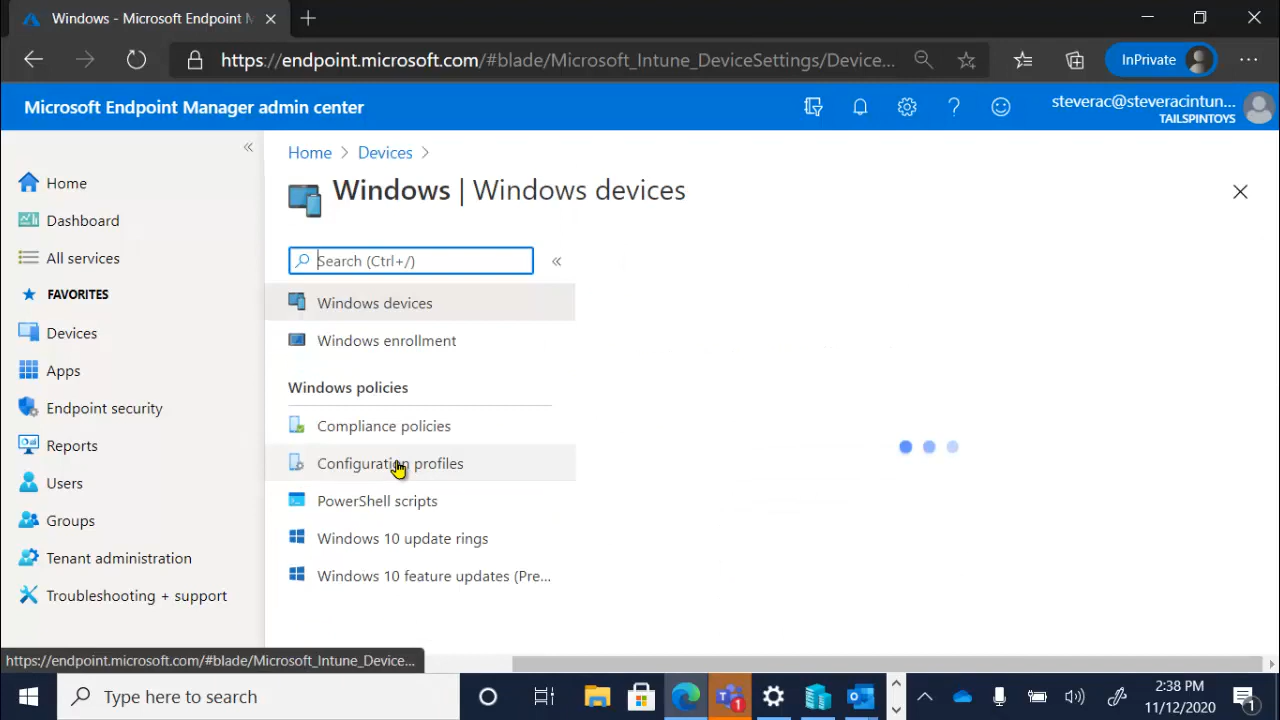 Windows - Microsoft Endpoint M
https://endpoint.microsoft.com/#blade/Microsoft_Intune_DeviceSettings/Device...
InPrivate
Microsoft Endpoint Manager admin center
steverac@steveracintun...
TAILSPINTOYS
Home
Dashboard
All services
FAVORITES
Devices
Apps
Endpoint security
Reports
Users
Groups
Tenant administration
Troubleshooting + support
Home > Devices >
Windows | Windows devices
Search (Ctrl+/)
Windows devices
Windows enrollment
Windows policies
Compliance policies
Configuration profiles
PowerShell scripts
Windows 10 update rings
Windows 10 feature updates (Pre...
https://endpoint.microsoft.com/#blade/Microsoft_Intune_Device...
Type here to search
1
2:38 PM
11/12/2020
1